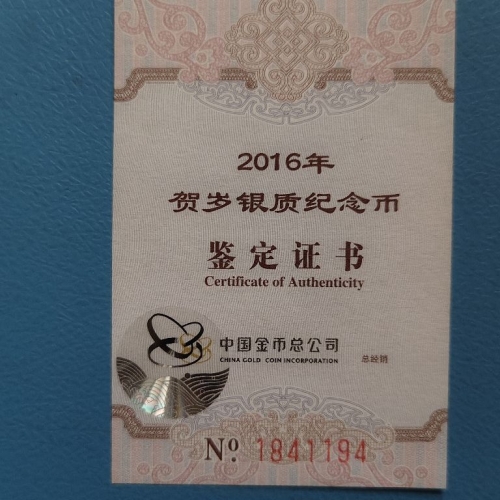 2016年
贺岁银质纪念币
鉴定证书
Certificate of Authenticity
中国金币总公司
CHINA GOLD COIN INCORPORATION
总经销
No. 1841194